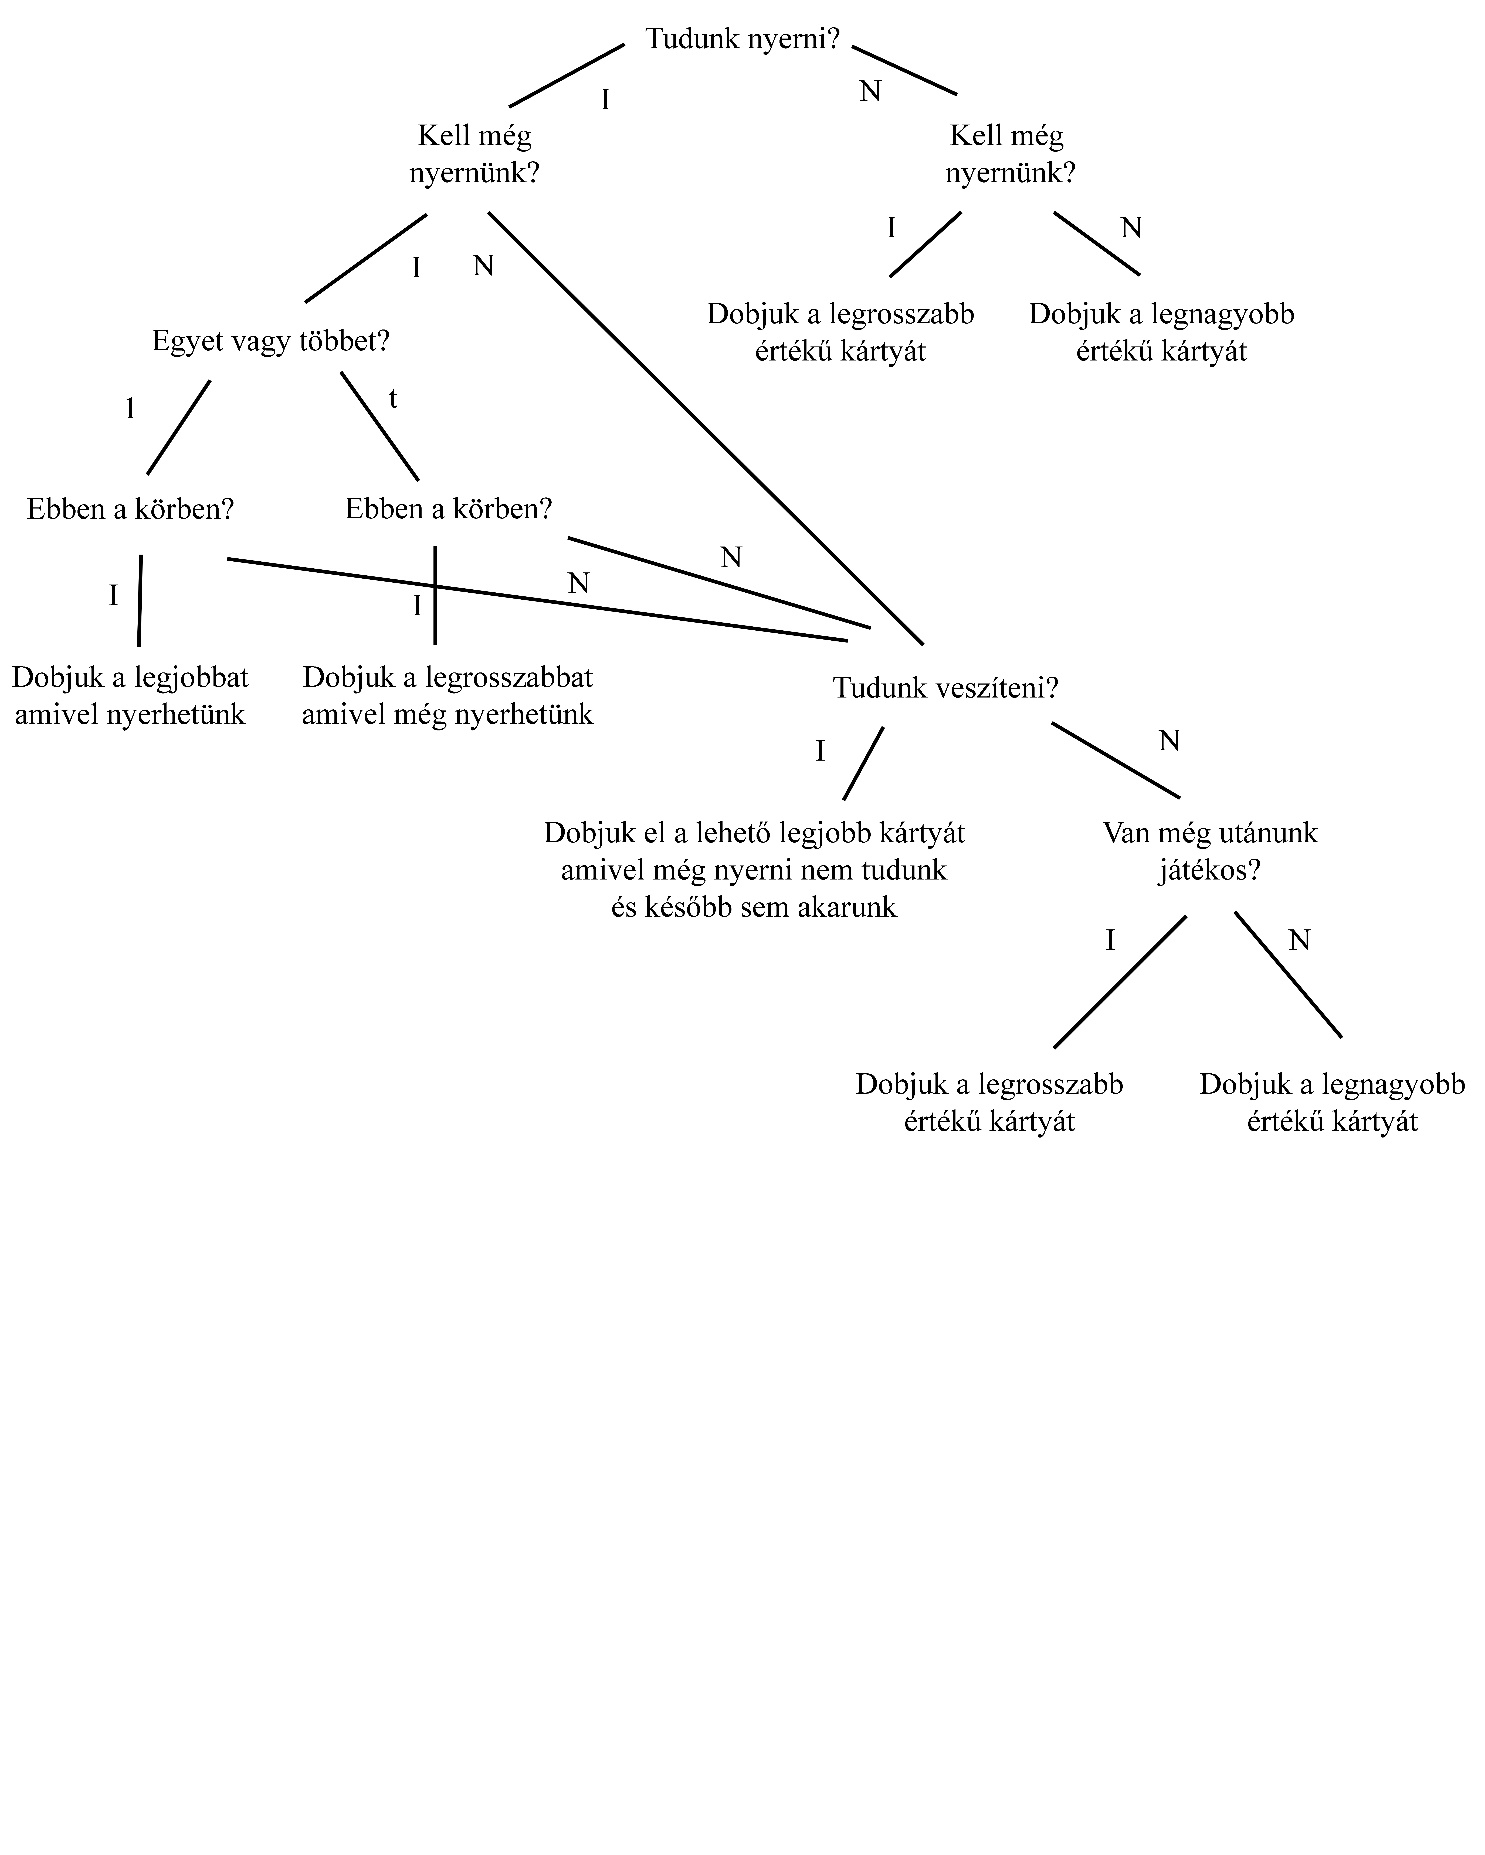 Tudunk nyerni?
I
N
Kell még
nyernünk?
Kell még
nyernünk?
I
N
I
N
Dobjuk a legrosszabb
értékű kártyát
Dobjuk a legnagyobb
értékű kártyát
Egyet vagy többet?
1
t
Ebben a körben?
Ebben a körben?
I
I
N
N
Dobjuk a legjobbat
amivel nyerhetünk
Dobjuk a legrosszabbat
amivel még nyerhetünk
Tudunk veszíteni?
I
N
Dobjuk el a lehető legjobb kártyát
amivel még nyerni nem tudunk
és később sem akarunk
Van még utánunk
játékos?
I
N
Dobjuk a legrosszabb
értékű kártyát
Dobjuk a legnagyobb
értékű kártyát